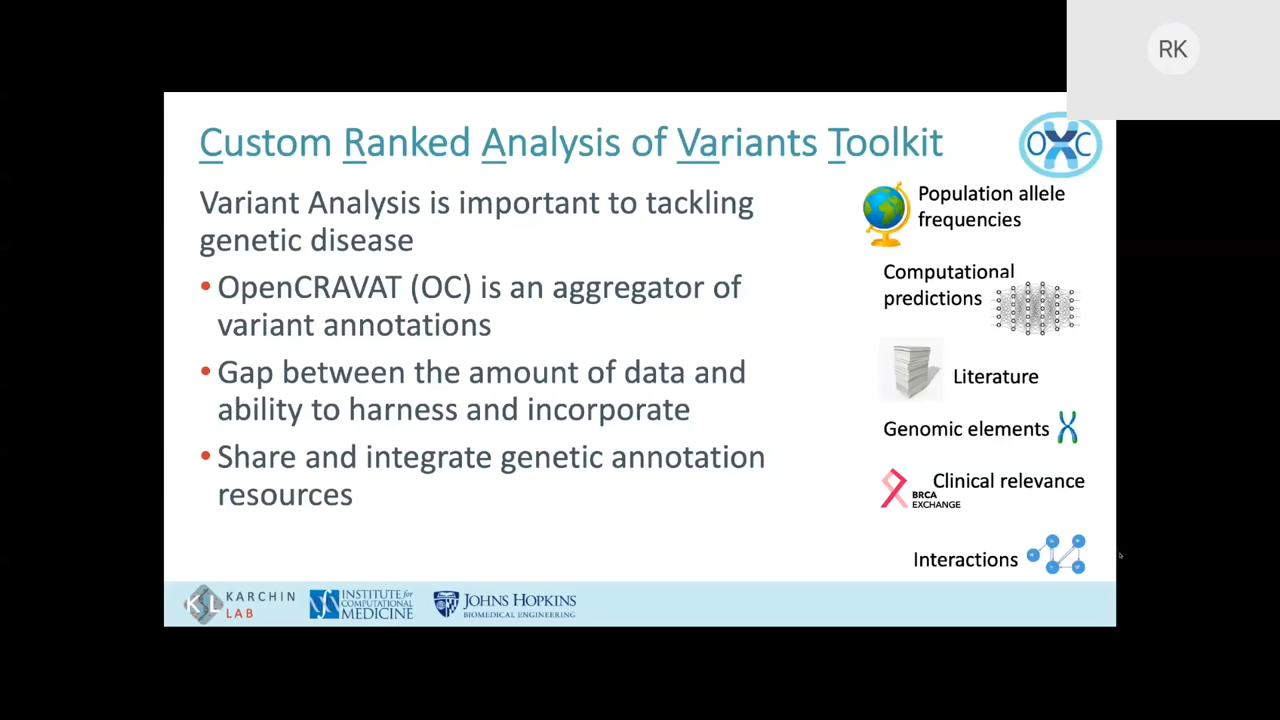 RK
Custom Ranked Analysis of Variants Toolkit
OXC
Variant Analysis is important to tackling
genetic disease
• OpenCRAVAT (OC) is an aggregator of
variant annotations
• Gap between the amount of data and
ability to harness and incorporate
• Share and integrate genetic annotation
resources
Population allele
frequencies
Computational
predictions
Literature
Genomic elements
Clinical relevance
BRCA
EXCHANGE
Interactions
KL
KARCHIN
LAB
INSTITUTE for
COMPUTATIONAL
MEDICINE
JOHNS HOPKINS
BIOMEDICAL ENGINEERING